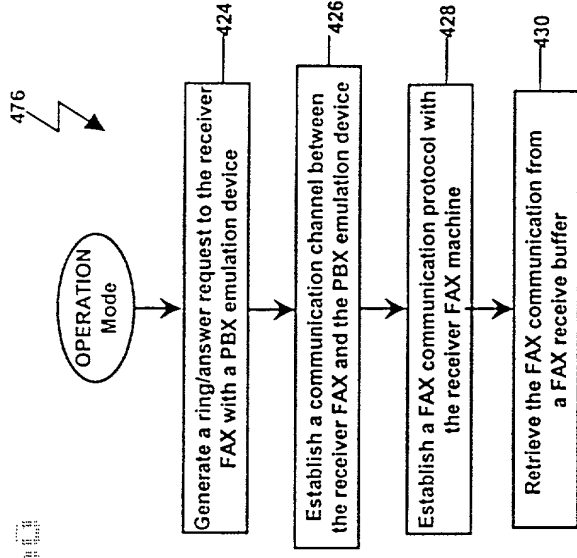 476
OPERATION
Mode
Generate a ring/answer request to the receiver
FAX with a PBX emulation device
424
Establish a communication channel between
the receiver FAX and the PBX emulation device
426
Establish a FAX communication protocol with
the receiver FAX machine
428
Retrieve the FAX communication from
a FAX receive buffer
430